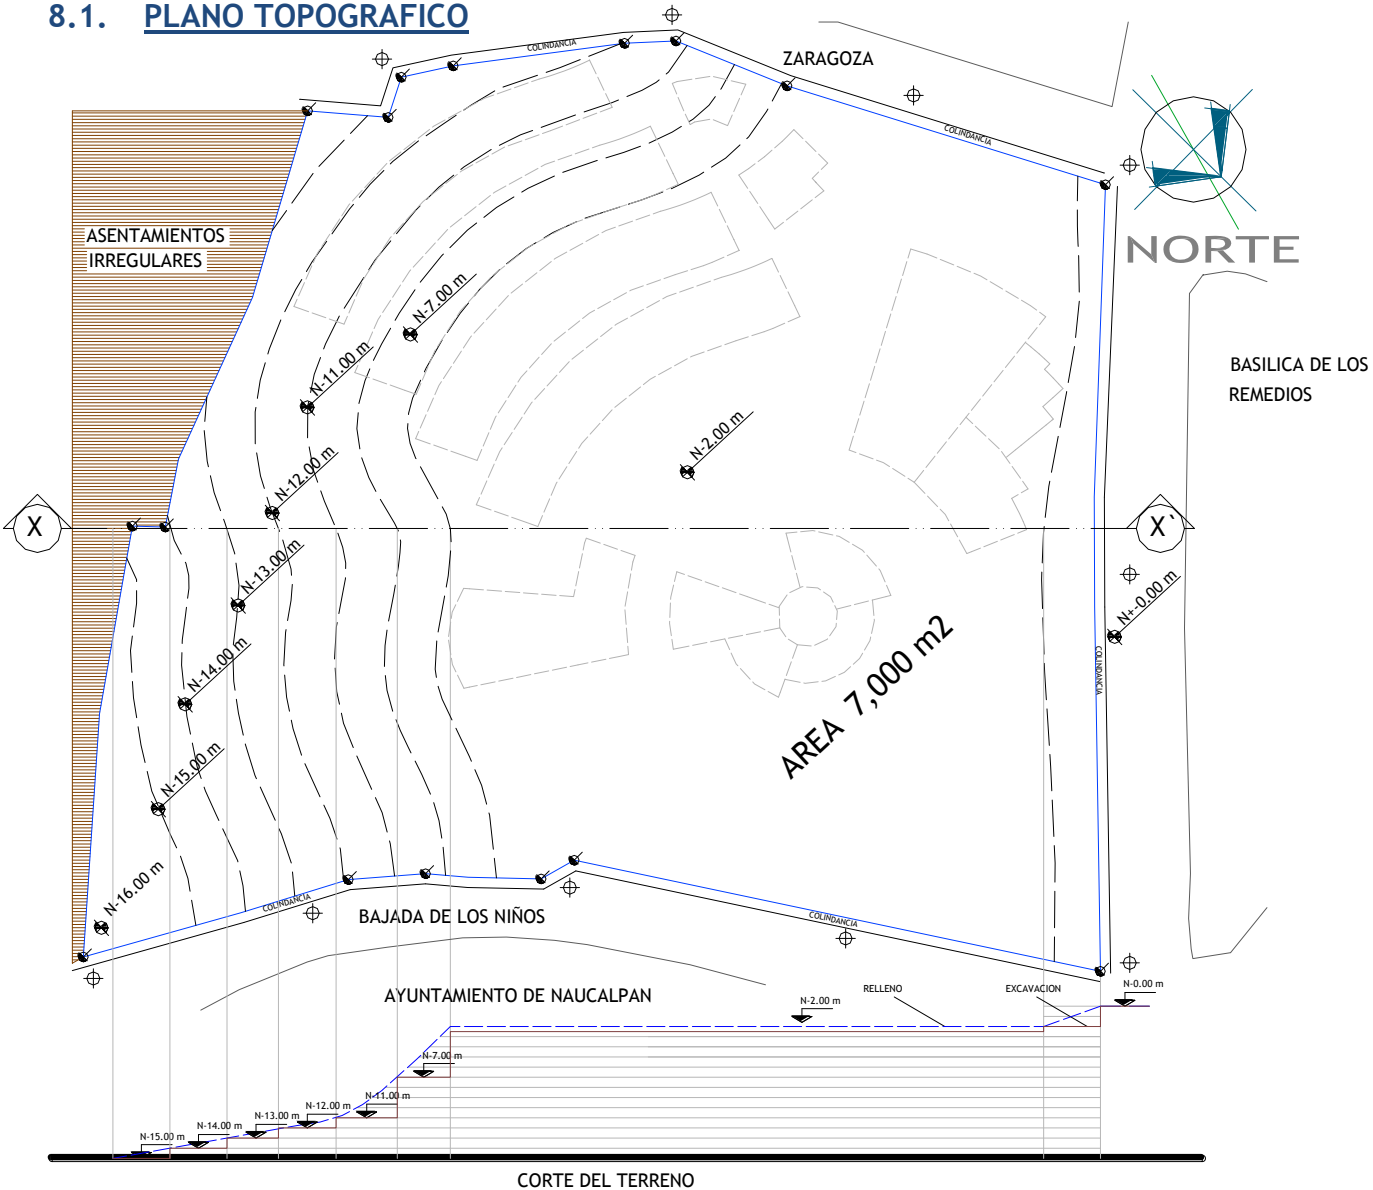 8.1. PLANO TOPOGRAFICO
COLINDANCIA
ZARAGOZA
COLINDANCIA
NORTE
ASENTAMIENTOS
IRREGULARES
N-7.00 m
N-11.00 m
BASILICA DE LOS
REMEDIOS
N-2.00 m
N-12.00 m
X
X`
N-13.00 m
N+-0.00 m
N-14.00 m
AREA 7,000 m2
COLINDANCIA
N-15.00 m
N-16.00 m
COLINDANCIA
BAJADA DE LOS NIÑOS
COLINDANCIA
AYUNTAMIENTO DE NAUCALPAN
RELLENO
EXCAVACION
N-0.00 m
N-2.00 m
N-7.00 m
N-11.00 m
N-12.00 m
N-13.00 m
N-14.00 m
N-15.00 m
CORTE DEL TERRENO